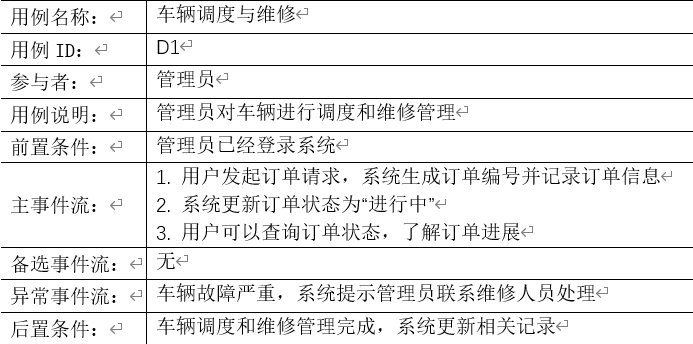 用例名称： 车辆调度与维修
用例 ID： D1
参与者： 管理员
用例说明： 管理员对车辆进行调度和维修管理
前置条件： 管理员已经登录系统
主事件流： 1. 用户发起订单请求，系统生成订单编号并记录订单信息
2. 系统更新订单状态为“进行中”
3. 用户可以查询订单状态，了解订单进展
备选事件流： 无
异常事件流： 车辆故障严重，系统提示管理员联系维修人员处理
后置条件： 车辆调度和维修管理完成，系统更新相关记录